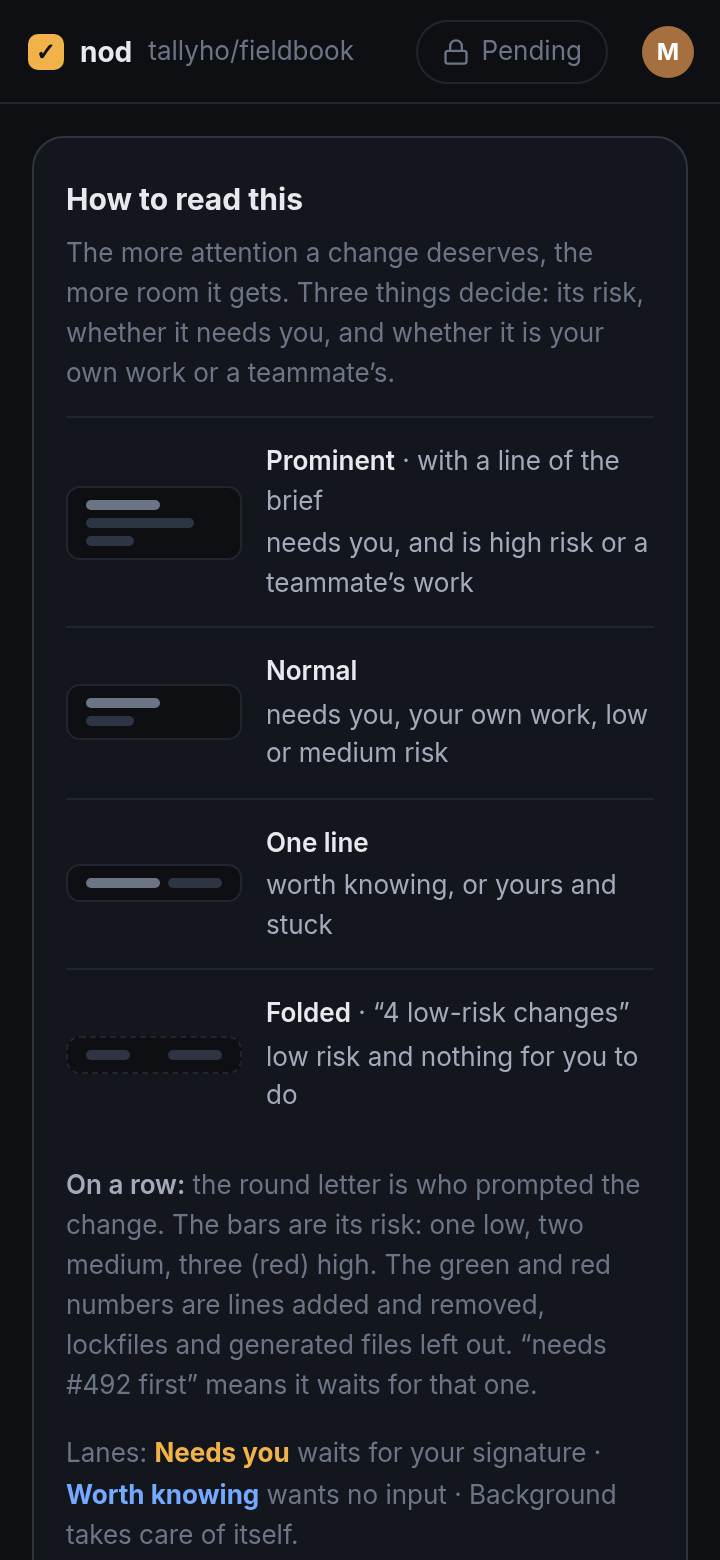 ✓ nod tallyho/fieldbook Pending M
How to read this
The more attention a change deserves, the
more room it gets. Three things decide: its risk,
whether it needs you, and whether it is your
own work or a teammate’s.
Prominent · with a line of the
brief
needs you, and is high risk or a
teammate’s work
Normal
needs you, your own work, low
or medium risk
One line
worth knowing, or yours and
stuck
Folded · “4 low-risk changes”
low risk and nothing for you to
do
On a row: the round letter is who prompted the
change. The bars are its risk: one low, two
medium, three (red) high. The green and red
numbers are lines added and removed,
lockfiles and generated files left out. “needs
#492 first” means it waits for that one.
Lanes: Needs you waits for your signature ·
Worth knowing wants no input · Background
takes care of itself.